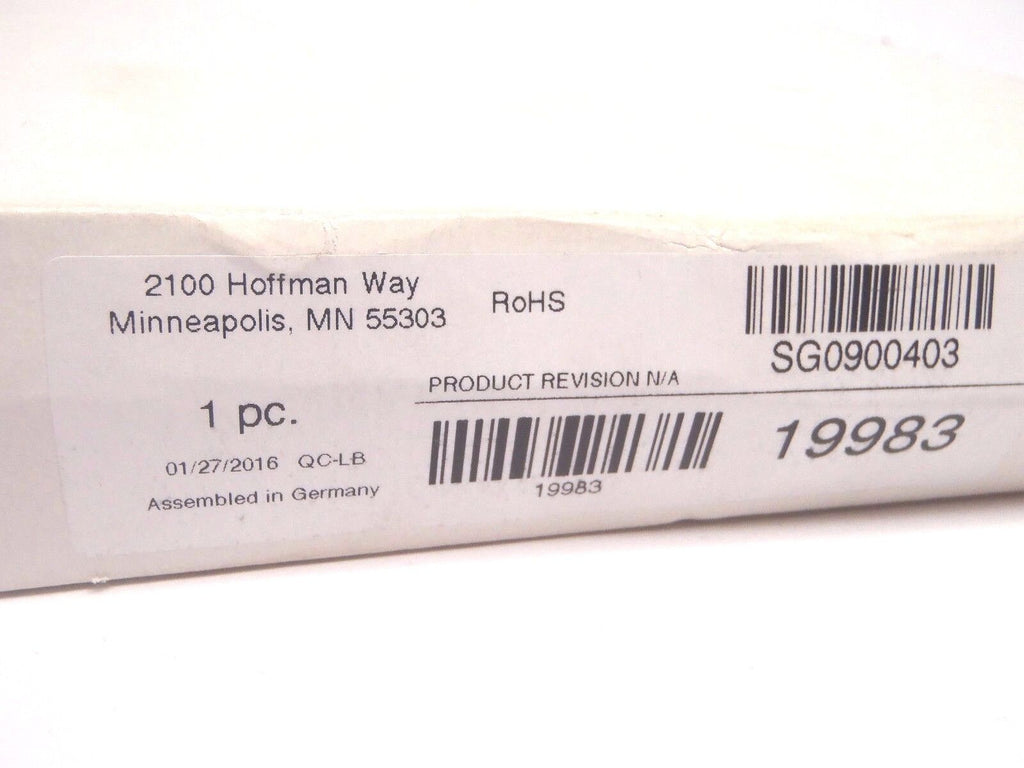 2100 Hoffman Way
Minneapolis, MN 55303
RoHS
SG0900403
PRODUCT REVISION N/A
1 pc.
19983
19983
01/27/2016 QC-LB
Assembled in Germany